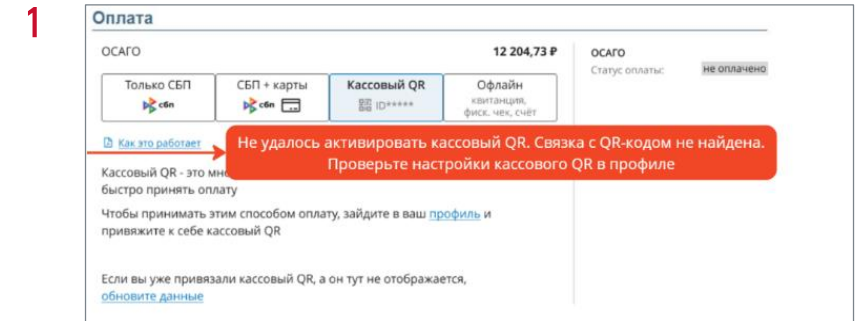 1
Оплата
ОСАГО
12 204,73 ₽
Только СБП
сбп
СБП + карты
сбп
Кассовый QR
ID*****
Офлайн
квитанция,
фиск. чек, счёт
ОСАГО
Статус оплаты:
не оплачено
Как это работает
Не удалось активировать кассовый QR. Связка с QR-кодом не найдена.
Проверьте настройки кассового QR в профиле
Кассовый QR - это
быстро принять оплату
Чтобы принимать этим способом оплату, зайдите в ваш профиль и
привяжите к себе кассовый QR
Если вы уже привязали кассовый QR, а он тут не отображается,
обновите данные